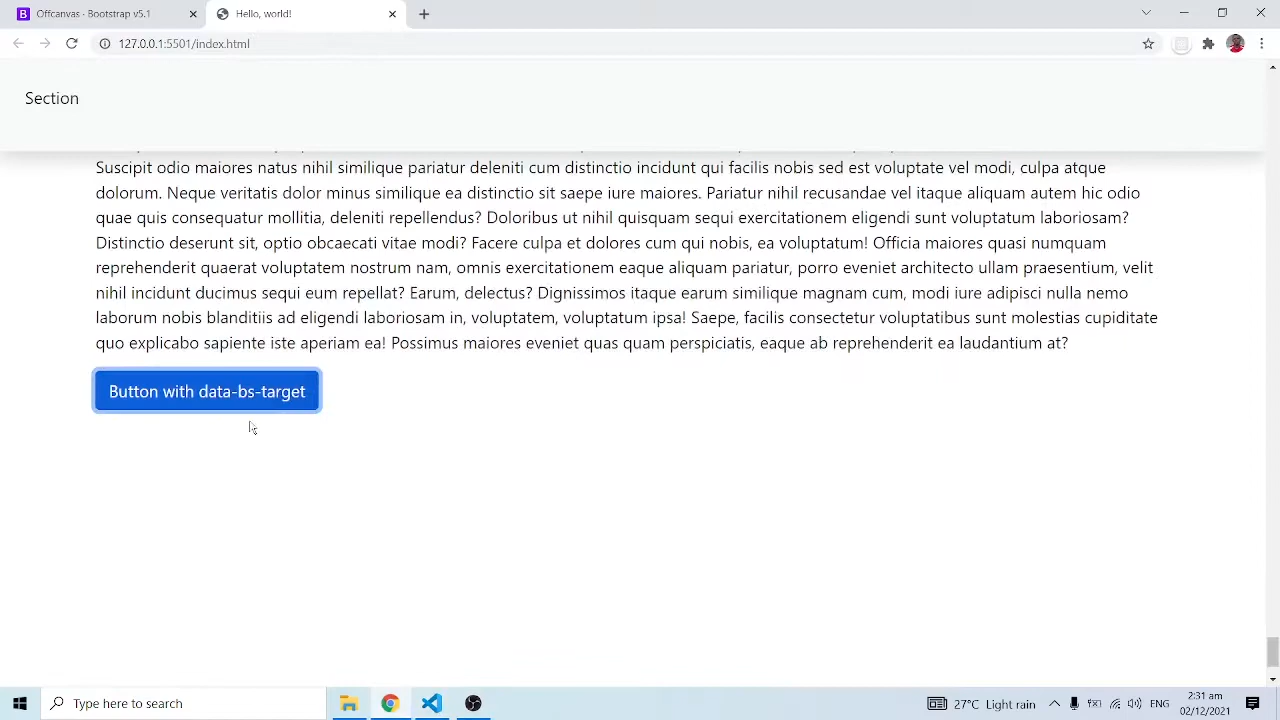 Offcanvas · Bootstrap v5.1
Hello, world!
127.0.0.1:5501/index.html
Section
Suscipit odio maiores natus nihil similique pariatur deleniti cum distinctio incidunt qui facilis nobis sed est voluptate vel modi, culpa atque
dolorum. Neque veritatis dolor minus similique ea distinctio sit saepe iure maiores. Pariatur nihil recusandae vel itaque aliquam autem hic odio
quae quis consequatur mollitia, deleniti repellendus? Doloribus ut nihil quisquam sequi exercitationem eligendi sunt voluptatum laboriosam?
Distinctio deserunt sit, optio obcaecati vitae modi? Facere culpa et dolores cum qui nobis, ea voluptatum! Officia maiores quasi numquam
reprehenderit quaerat voluptatem nostrum nam, omnis exercitationem eaque aliquam pariatur, porro eveniet architecto ullam praesentium, velit
nihil incidunt ducimus sequi eum repellat? Earum, delectus? Dignissimos itaque earum similique magnam cum, modi iure adipisci nulla nemo
laborum nobis blanditiis ad eligendi laboriosam in, voluptatem, voluptatum ipsa! Saepe, facilis consectetur voluptatibus sunt molestias cupiditate
quo explicabo sapiente iste aperiam ea! Possimus maiores eveniet quas quam perspiciatis, eaque ab reprehenderit ea laudantium at?
Button with data-bs-target
Type here to search
27°C Light rain
ENG
2:31 am
02/12/2021